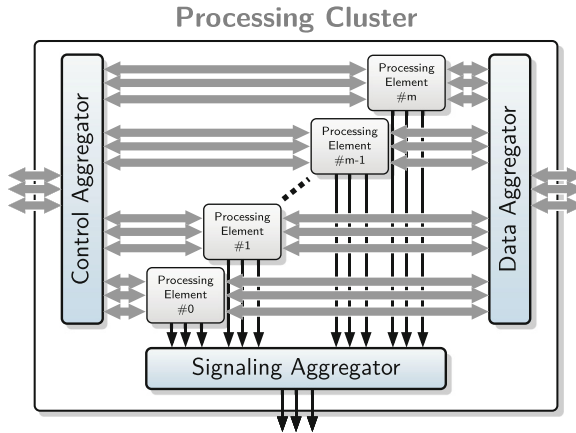 Processing Cluster
Processing
Element
#m
Processing
Element
#m-1
Processing
Element
#1
Processing
Element
#0
Control Aggregator
Data Aggregator
Signaling Aggregator